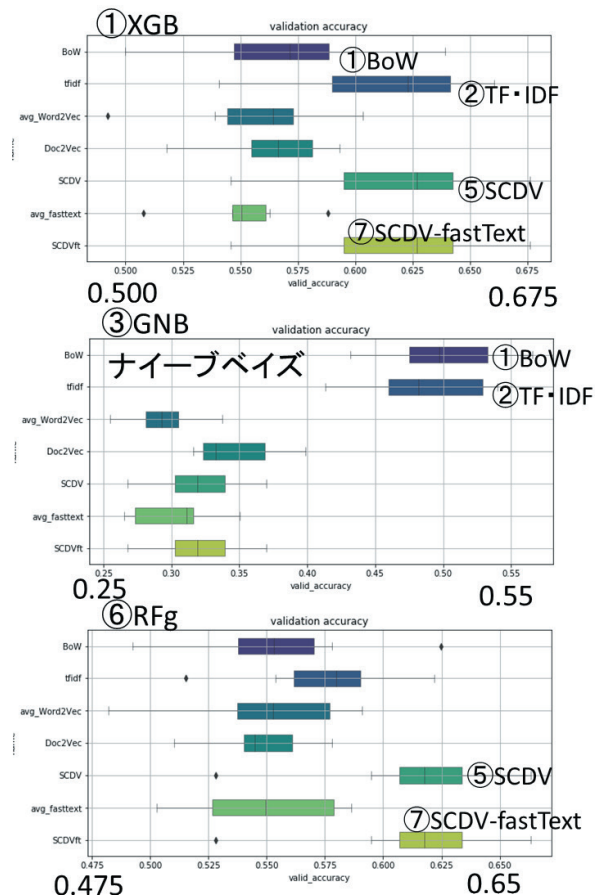 ①XGB
validation accuracy
BoW
①BoW
tfidf
②TF・IDF
avg_Word2Vec
Doc2Vec
SCDV
⑤SCDV
avg_fasttext
⑦SCDV-fastText
SCDVft
0.500 0.525 0.550 0.575 0.600 0.625 0.650 0.675
valid_accuracy
0.500
0.675
③GNB
validation accuracy
ナイーブベイズ
BoW
①BoW
tfidf
②TF・IDF
avg_Word2Vec
Doc2Vec
SCDV
avg_fasttext
SCDVft
0.25 0.30 0.35 0.40 0.45 0.50 0.55
valid_accuracy
0.25
0.55
⑥RFg
validation accuracy
BoW
tfidf
avg_Word2Vec
Doc2Vec
SCDV
⑤SCDV
avg_fasttext
⑦SCDV-fastText
SCDVft
0.475 0.500 0.525 0.550 0.575 0.600 0.625 0.650
valid_accuracy
0.475
0.65